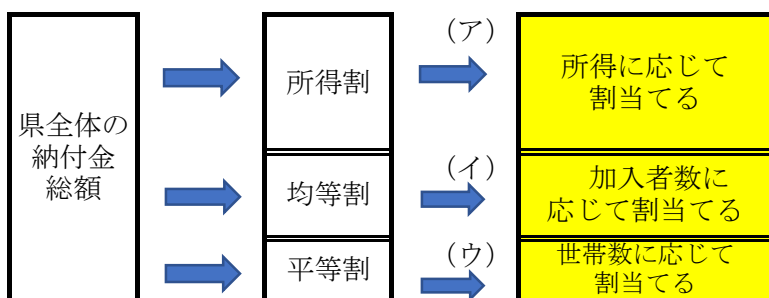 県全体の
納付金
総額
所得割
(ア)
所得に応じて
割当てる
均等割
(イ)
加入者数に
応じて割当てる
平等割
(ウ)
世帯数に応じて
割当てる